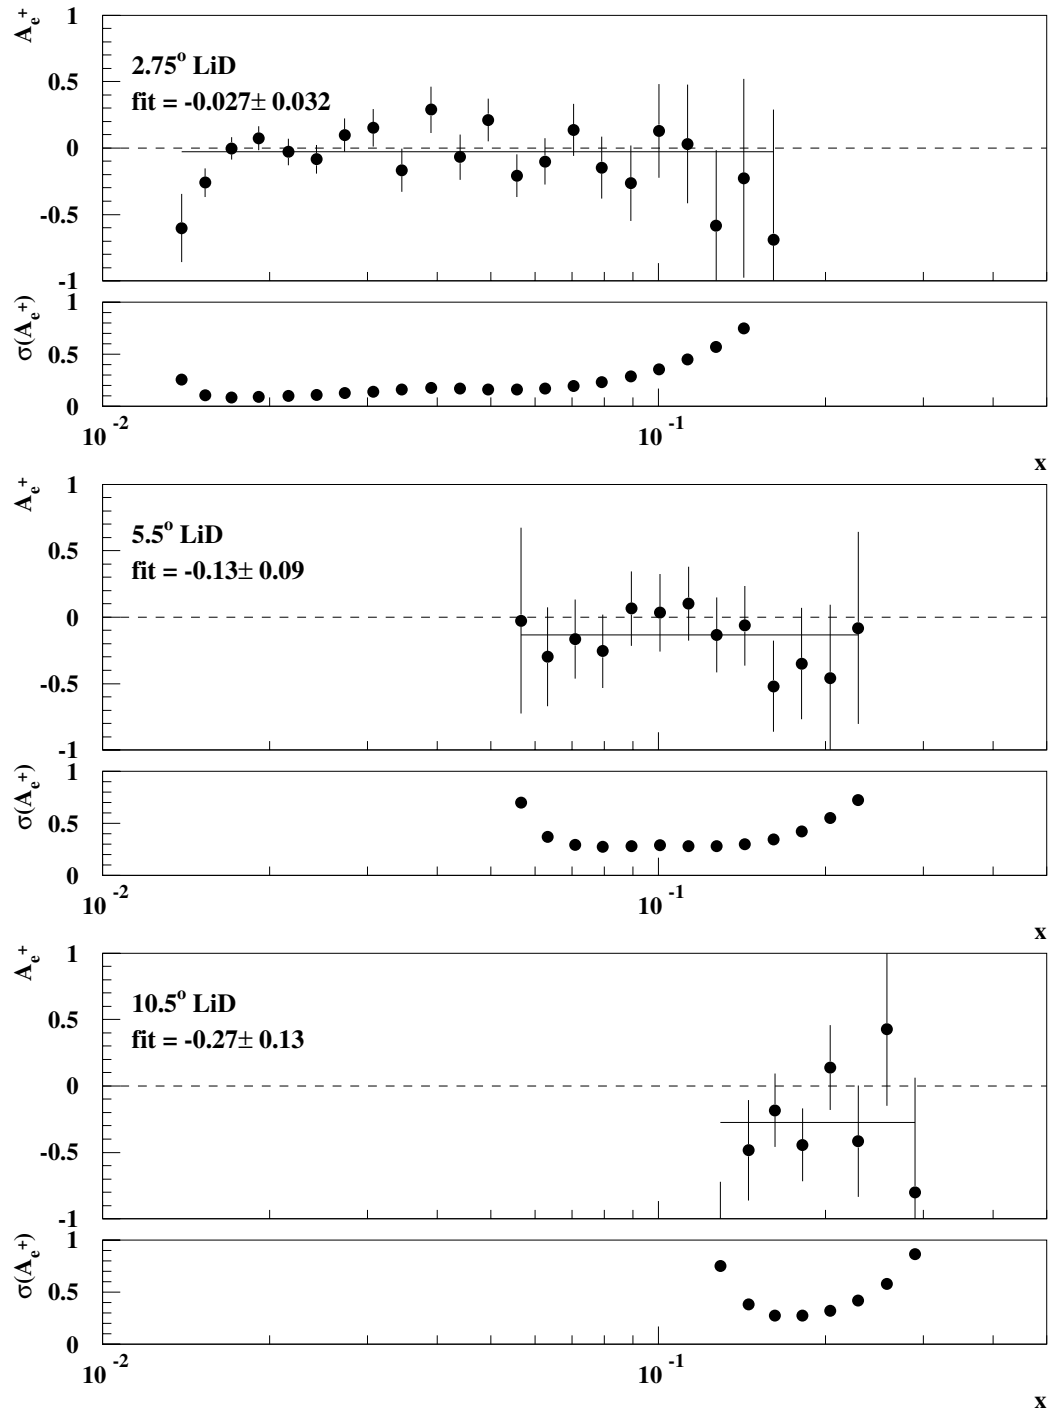 A_e^+
1
0.5
0
-0.5
-1
2.75° LiD
fit = -0.027± 0.032
σ(A_e^+)
1
0.5
0
10^-2
10^-1
x
A_e^+
1
0.5
0
-0.5
-1
5.5° LiD
fit = -0.13± 0.09
σ(A_e^+)
1
0.5
0
10^-2
10^-1
x
A_e^+
1
0.5
0
-0.5
-1
10.5° LiD
fit = -0.27± 0.13
σ(A_e^+)
1
0.5
0
10^-2
10^-1
x